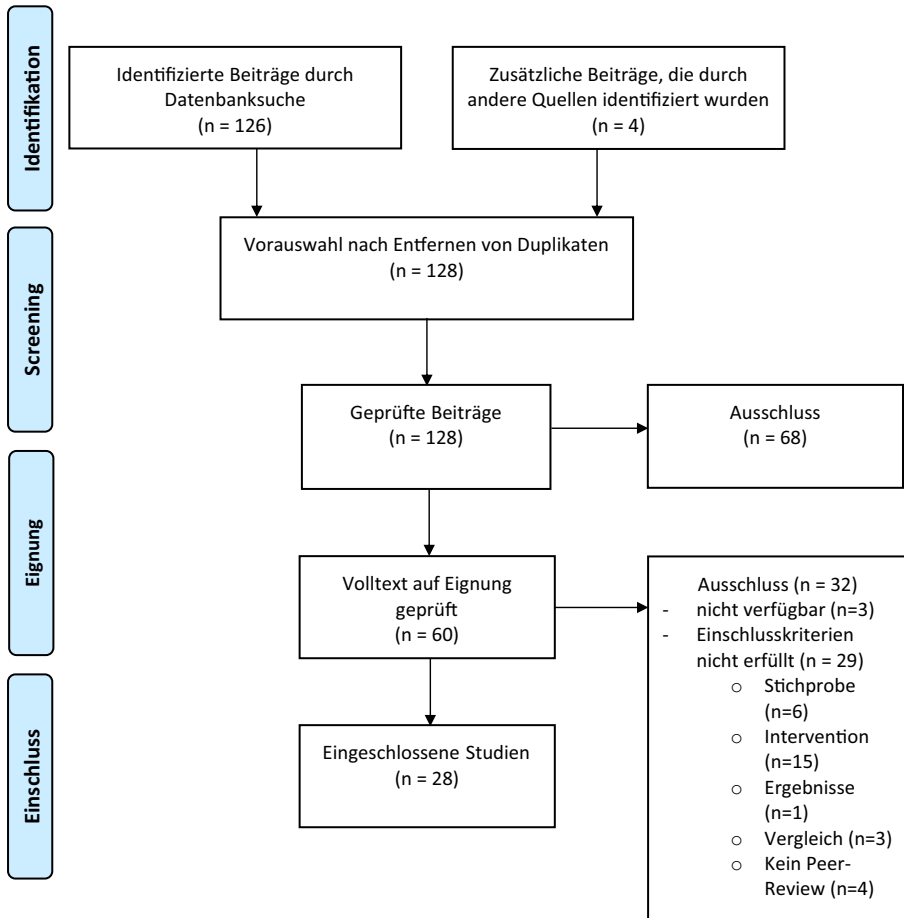 Identifikation
Identifizierte Beiträge durch
Datenbanksuche
(n = 126)
Zusätzliche Beiträge, die durch
andere Quellen identifiziert wurden
(n = 4)
Screening
Vorauswahl nach Entfernen von Duplikaten
(n = 128)
Geprüfte Beiträge
(n = 128)
Ausschluss
(n = 68)
Eignung
Volltext auf Eignung
geprüft
(n = 60)
Ausschluss (n = 32)
- nicht verfügbar (n=3)
- Einschlusskriterien
nicht erfüllt (n = 29)
o Stichprobe
(n=6)
o Intervention
(n=15)
o Ergebnisse
(n=1)
o Vergleich (n=3)
o Kein Peer-
Review (n=4)
Einschluss
Eingeschlossene Studien
(n = 28)